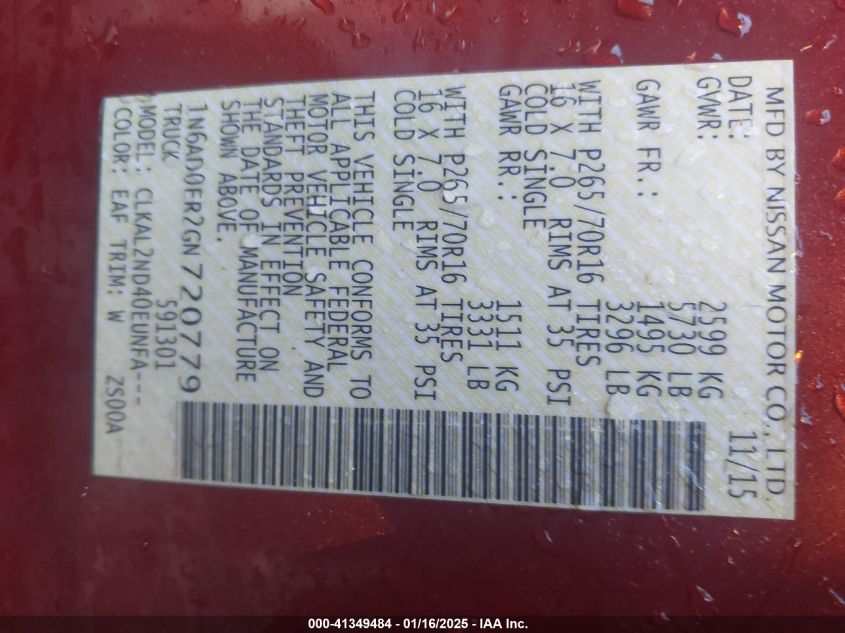 MFD BY NISSAN MOTOR CO., LTD.
DATE: 11/15
GVWR: 2599 KG
5730 LB
GAWR FR.: 1495 KG
3296 LB
WITH P265/70R16 TIRES
16 X 7.0 RIMS AT 35 PSI
COLD SINGLE
GAWR RR.: 1511 KG
3331 LB
WITH P265/70R16 TIRES
16 X 7.0 RIMS AT 35 PSI
COLD SINGLE
THIS VEHICLE CONFORMS TO
ALL APPLICABLE FEDERAL
MOTOR VEHICLE SAFETY AND
THEFT PREVENTION
STANDARDS IN EFFECT ON
THE DATE OF MANUFACTURE
SHOWN ABOVE.
1N6AD0ER7GN720779
TRUCK 591301
MODEL: CLKAL2ND40EUNFA---
COLOR: EAF TRIM: W ZS00A
000-41349484 - 01/16/2025 - IAA Inc.